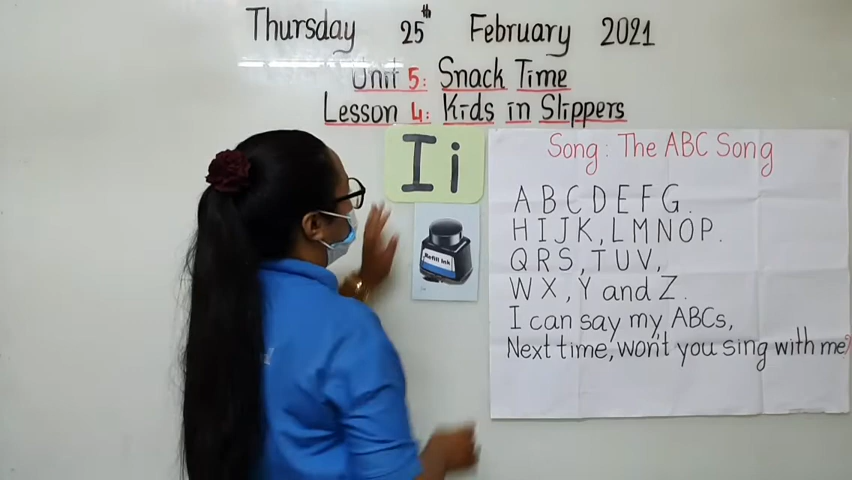 Thursday 25th February 2021
Unit 5: Snack Time
Lesson 4: Kids in Slippers
I i
Refill Ink
Song: The ABC Song
A B C D E F G.
H I J K, L M N O P.
Q R S, T U V,
W X, Y and Z.
I can say my ABCs,
Next time, won't you sing with me?